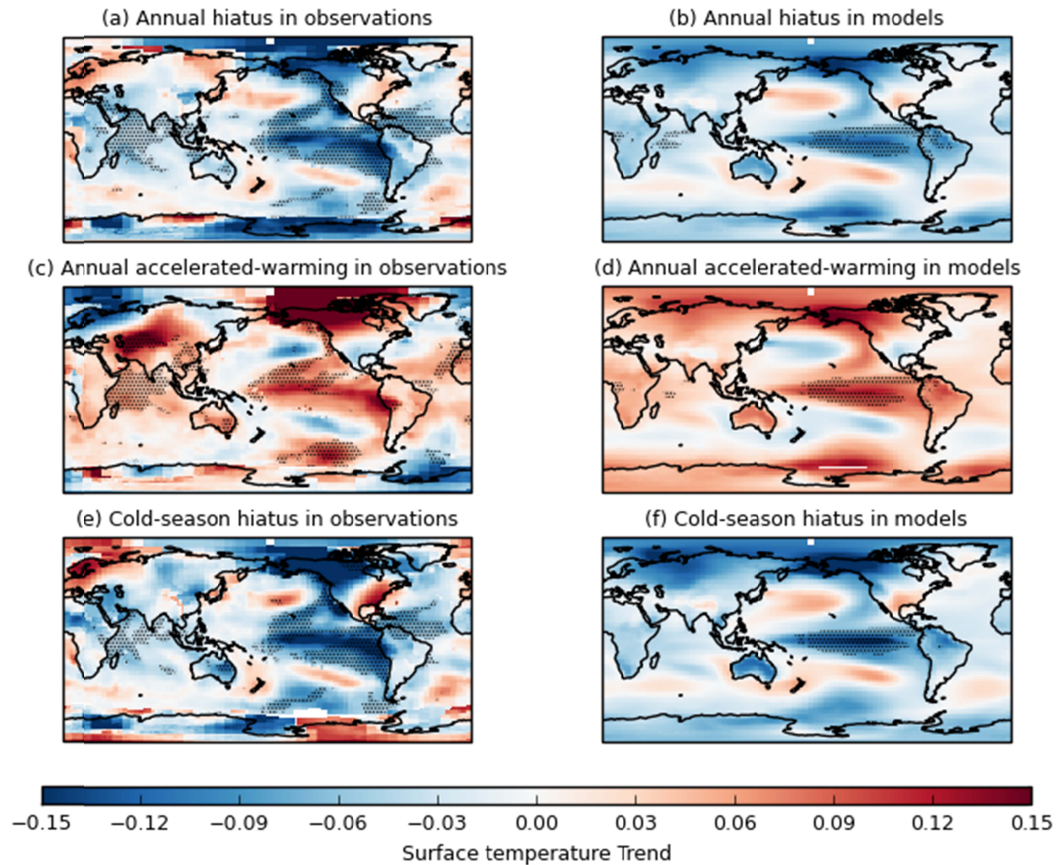 (a) Annual hiatus in observations
(b) Annual hiatus in models
(c) Annual accelerated-warming in observations
(d) Annual accelerated-warming in models
(e) Cold-season hiatus in observations
(f) Cold-season hiatus in models
−0.15 −0.12 −0.09 −0.06 −0.03 0.00 0.03 0.06 0.09 0.12 0.15
Surface temperature Trend